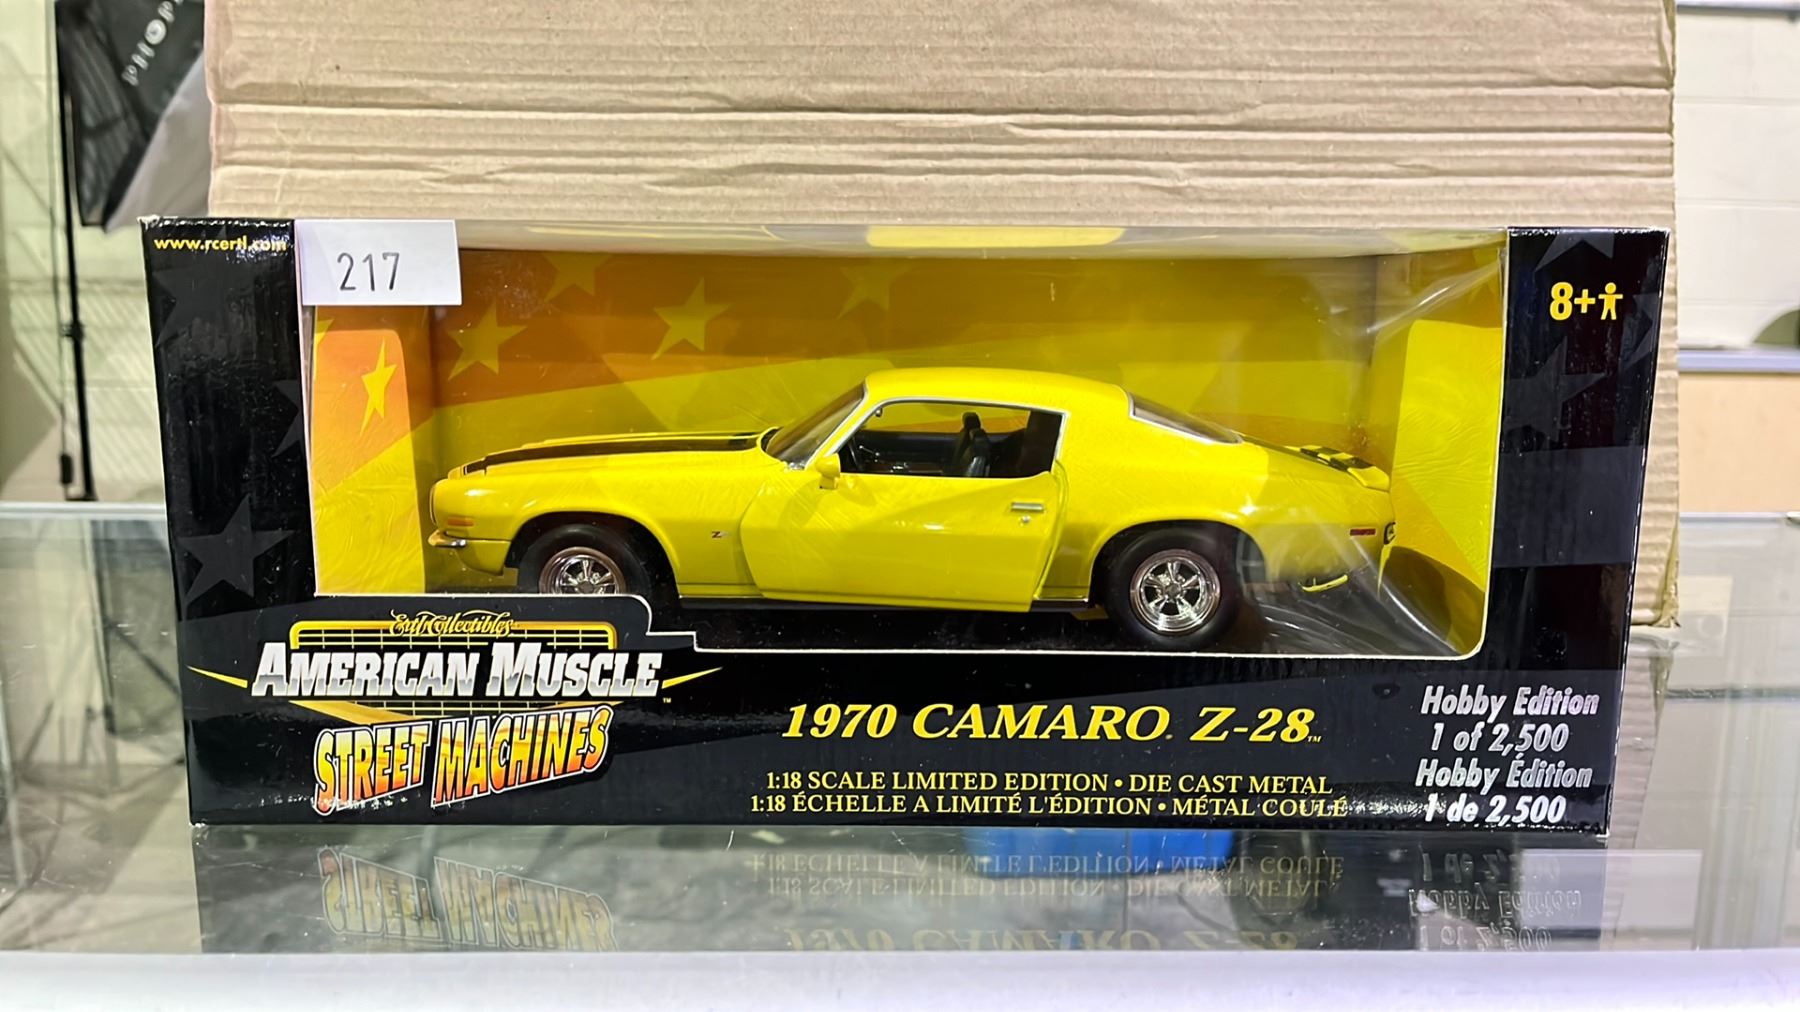 www.rcertl.com
217
8+
Ertl Collectibles
AMERICAN MUSCLE™
STREET MACHINES
1970 CAMARO. Z-28™
1:18 SCALE LIMITED EDITION • DIE CAST METAL
1:18 ÉCHELLE A LIMITÉ L'ÉDITION • MÉTAL COULÉ
Hobby Edition
1 of 2,500
Hobby Édition
1 de 2,500